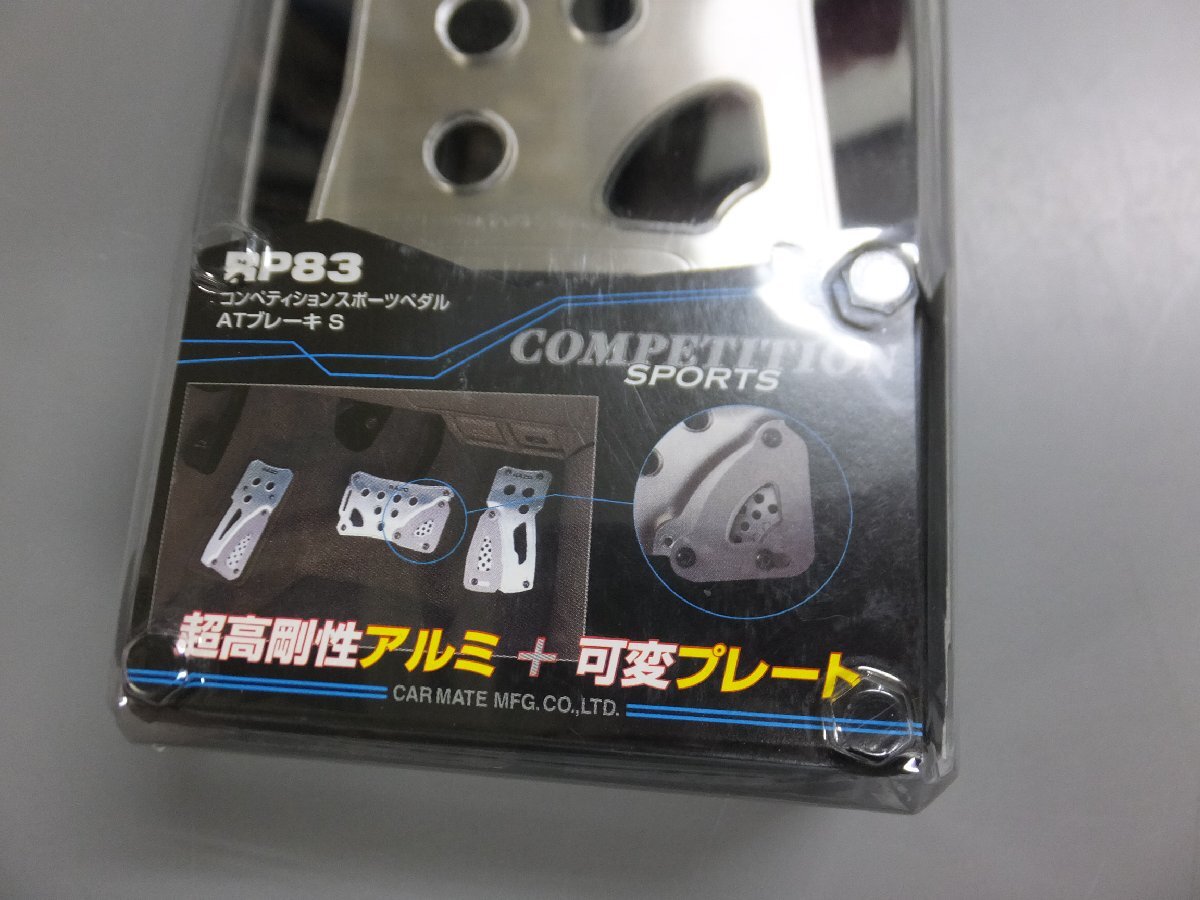 RP83
コンペティションスポーツペダル
ATブレーキ S
COMPETITION
SPORTS
超高剛性アルミ + 可変プレート
CAR MATE MFG. CO.,LTD.